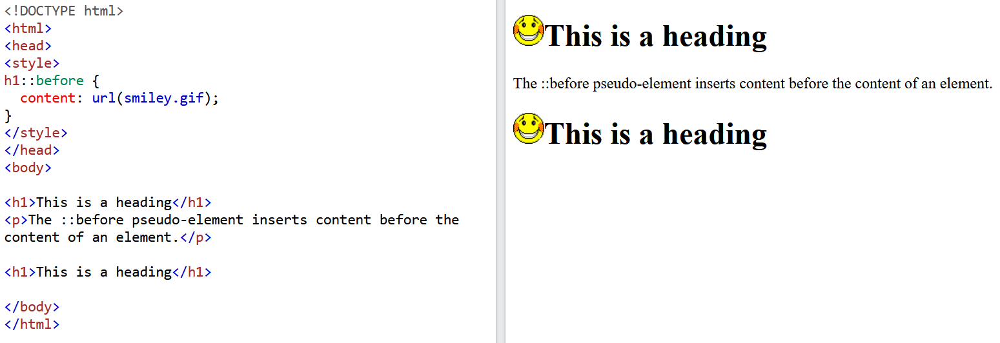 <!DOCTYPE html>
<html>
<head>
<style>
h1::before {
  content: url(smiley.gif);
}
</style>
</head>
<body>

<h1>This is a heading</h1>
<p>The ::before pseudo-element inserts content before the
content of an element.</p>

<h1>This is a heading</h1>

</body>
</html>
This is a heading
The ::before pseudo-element inserts content before the content of an element.
This is a heading